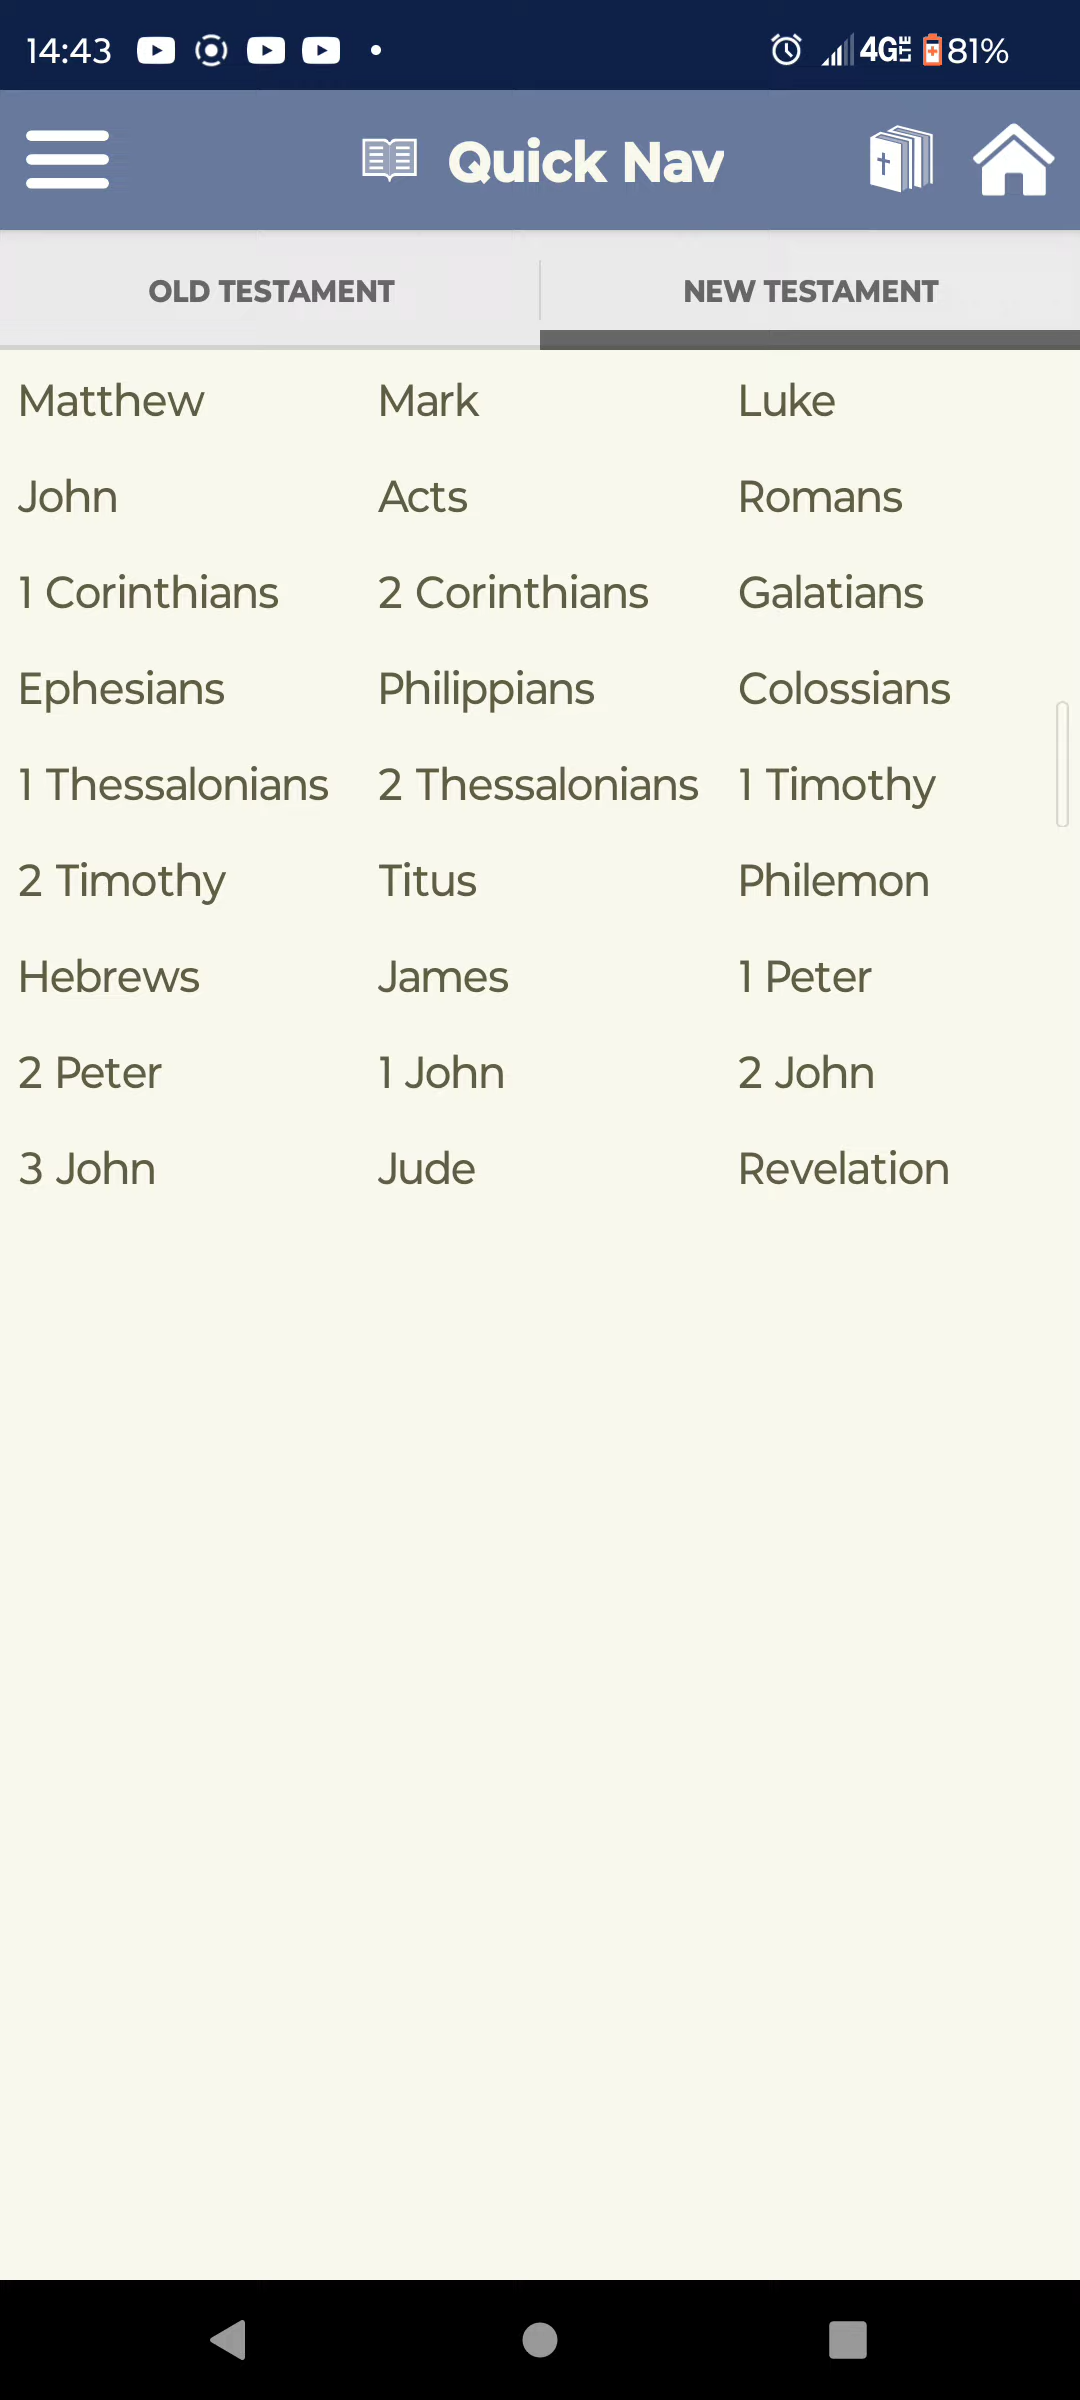 14:43 4G LTE 81%
Quick Nav
OLD TESTAMENT NEW TESTAMENT
Matthew Mark Luke
John Acts Romans
1 Corinthians 2 Corinthians Galatians
Ephesians Philippians Colossians
1 Thessalonians 2 Thessalonians 1 Timothy
2 Timothy Titus Philemon
Hebrews James 1 Peter
2 Peter 1 John 2 John
3 John Jude Revelation